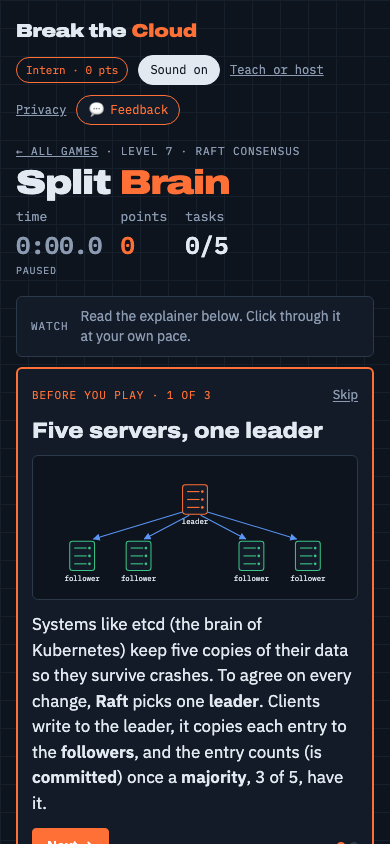 Break the Cloud
Intern · 0 pts
Sound on
Teach or host
Privacy
💬 Feedback
← ALL GAMES · LEVEL 7 · RAFT CONSENSUS
Split Brain
time points tasks
0:00.0 0 0/5
PAUSED
WATCH
Read the explainer below. Click through it
at your own pace.
BEFORE YOU PLAY · 1 OF 3
Skip
Five servers, one leader
leader
follower follower follower follower
Systems like etcd (the brain of
Kubernetes) keep five copies of their data
so they survive crashes. To agree on every
change, Raft picks one leader. Clients
write to the leader, it copies each entry to
the followers, and the entry counts (is
committed) once a majority, 3 of 5, have
it.
Next →